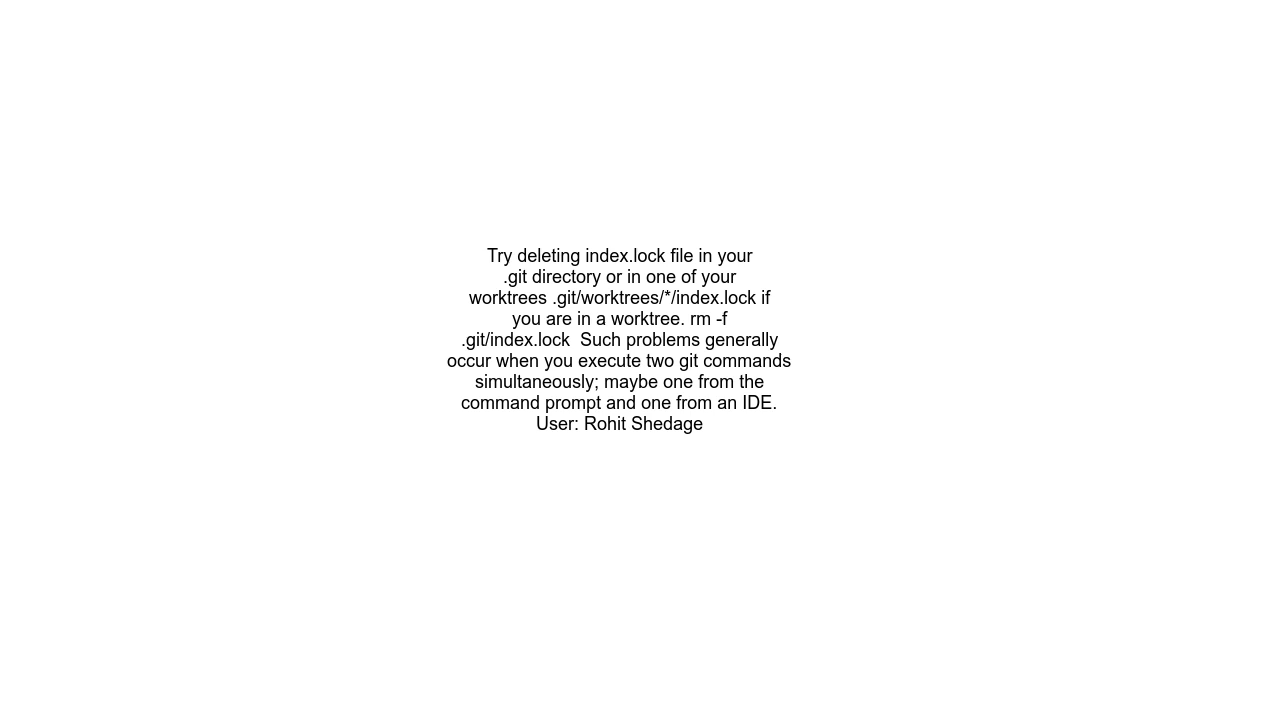 Try deleting index.lock file in your
.git directory or in one of your
worktrees .git/worktrees/*/index.lock if
you are in a worktree. rm -f
.git/index.lock  Such problems generally
occur when you execute two git commands
simultaneously; maybe one from the
command prompt and one from an IDE.
User: Rohit Shedage